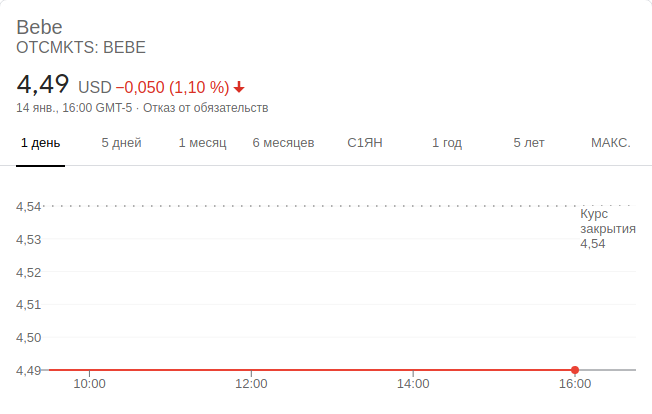 Bebe
OTCMKTS: BEBE
4,49 USD −0,050 (1,10 %)
14 янв., 16:00 GMT-5 · Отказ от обязательств
1 день 5 дней 1 месяц 6 месяцев С1ЯН 1 год 5 лет МАКС.
4,54
Курс
закрытия
4,54
4,53
4,52
4,51
4,50
4,49
10:00 12:00 14:00 16:00